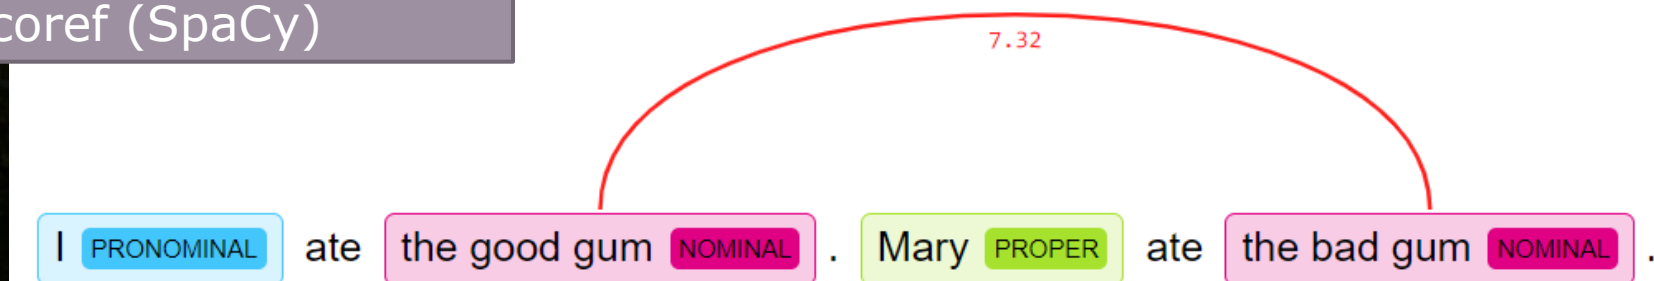 coref (SpaCy)
7.32
I PRONOMINAL ate the good gum NOMINAL . Mary PROPER ate the bad gum NOMINAL .